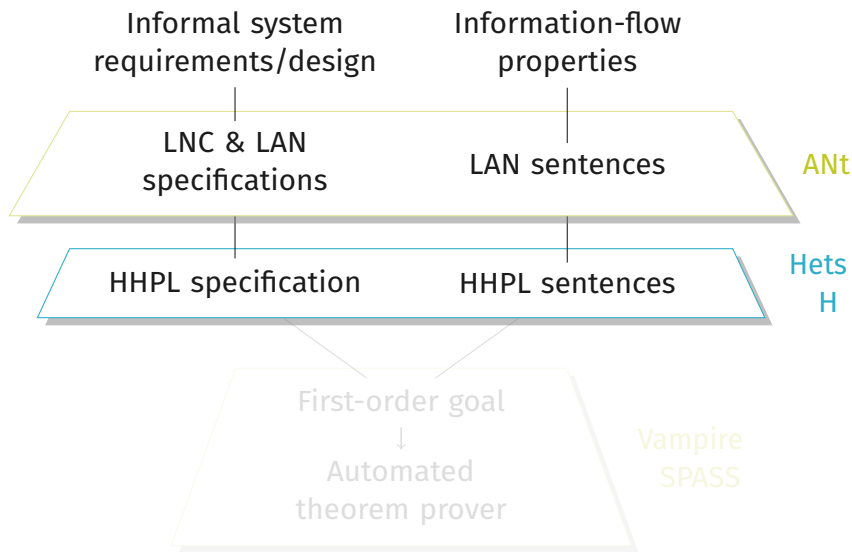 Informal system
requirements/design
Information-flow
properties
LNC & LAN
specifications
LAN sentences
ANt
HHPL specification
HHPL sentences
Hets
H
First-order goal
↓
Automated
theorem prover
Vampire
SPASS